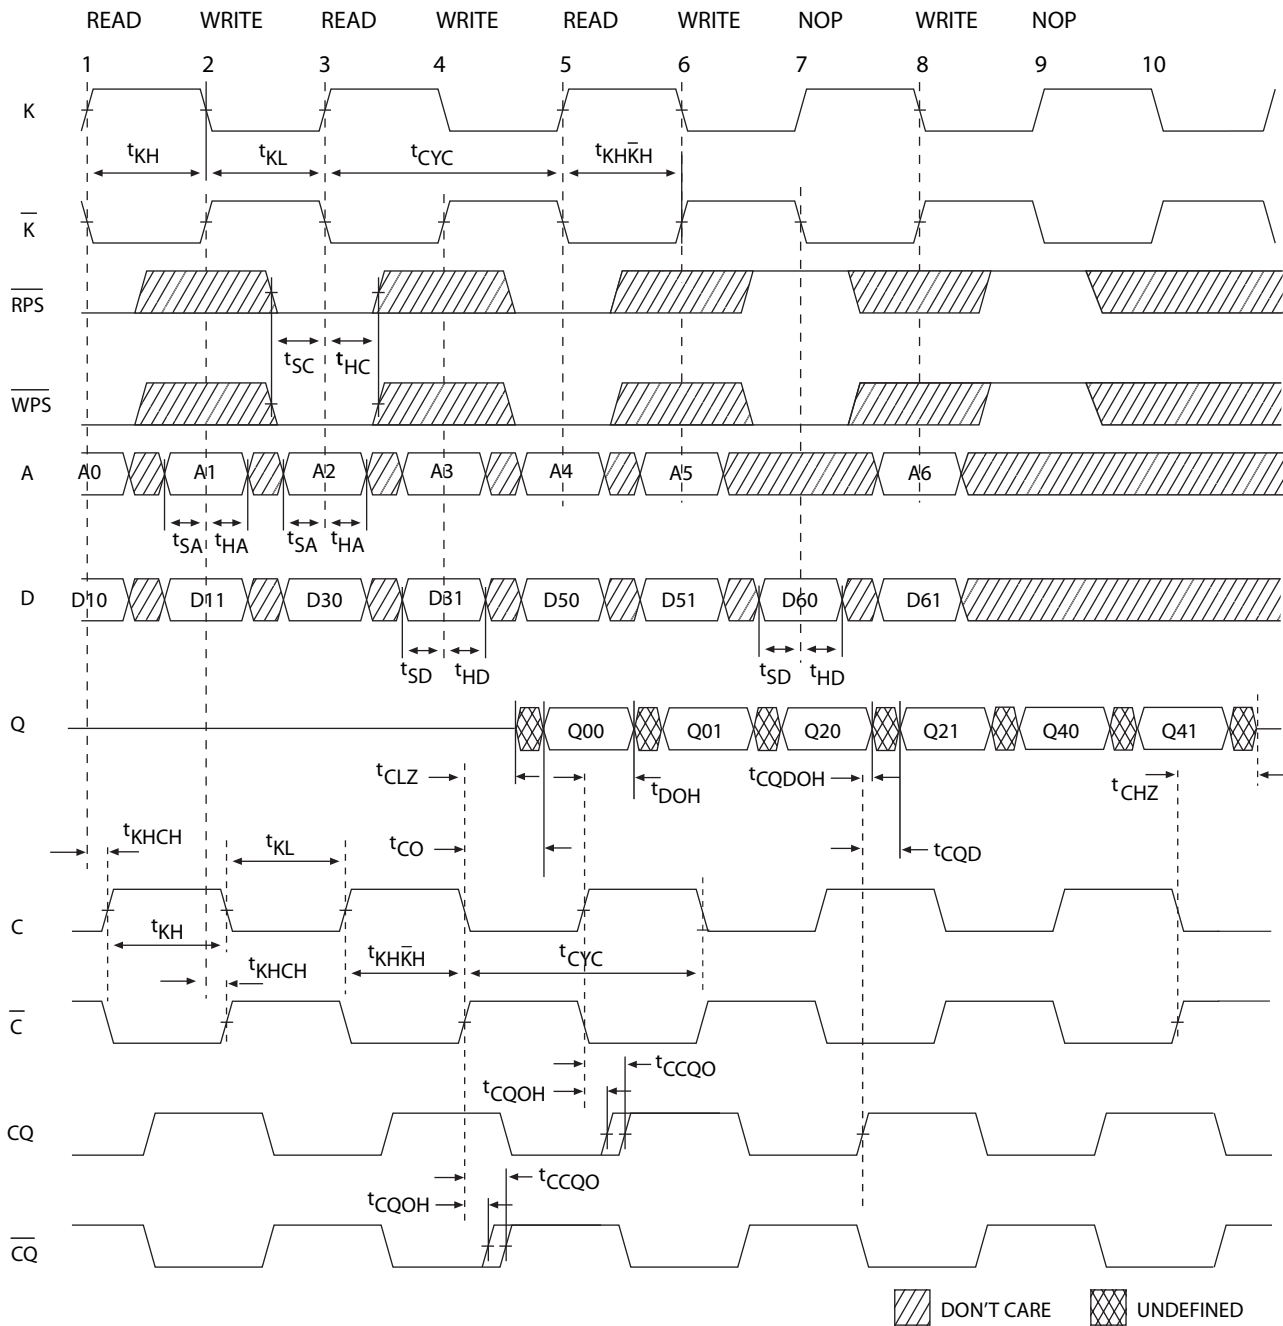 READ WRITE READ WRITE READ WRITE NOP WRITE NOP
1 2 3 4 5 6 7 8 9 10
K
tKH tKL tCYC tKHK̅H
K̅
R̅P̅S̅
tSC tHC
W̅P̅S̅
A A0 A1 A2 A3 A4 A5 A6
tSA tHA tSA tHA
D D10 D11 D30 D31 D50 D51 D60 D61
tSD tHD tSD tHD
Q Q00 Q01 Q20 Q21 Q40 Q41
tCLZ tDOH tCQDOH tCHZ
tKHCH tKL tCO tCQD
C
tKH tKHK̅H tCYC
tKHCH
C̅
tCCQO
tCQOH
CQ
tCCQO
tCQOH
C̅Q̅
DON'T CARE UNDEFINED